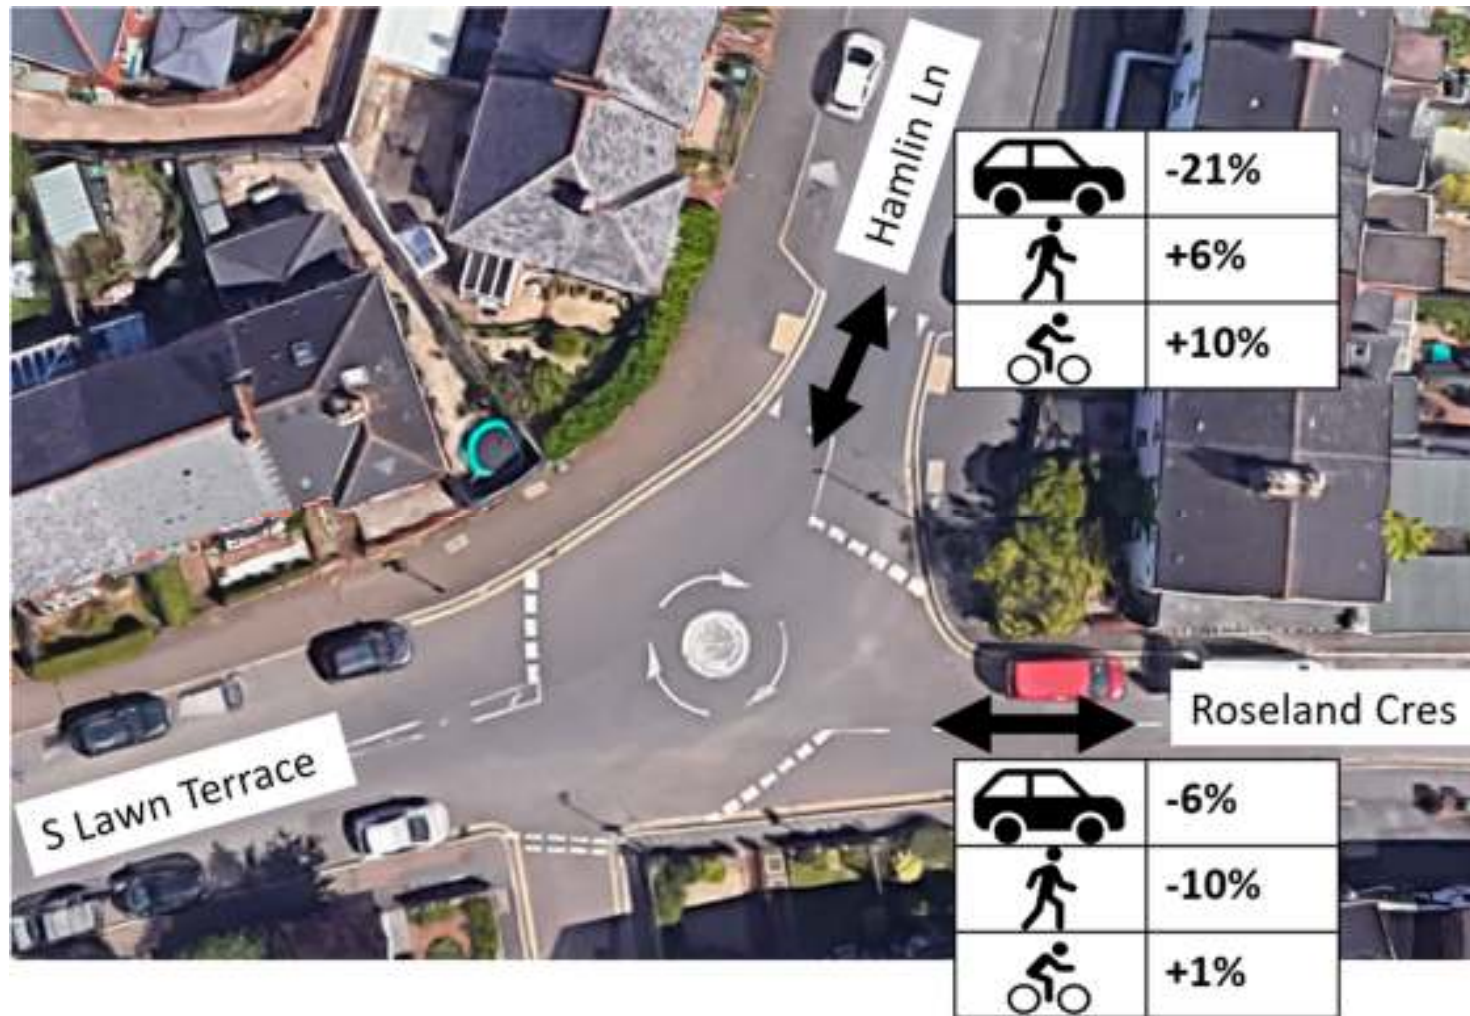 Hamlin Ln
-21%
+6%
+10%
S Lawn Terrace
Roseland Cres
-6%
-10%
+1%